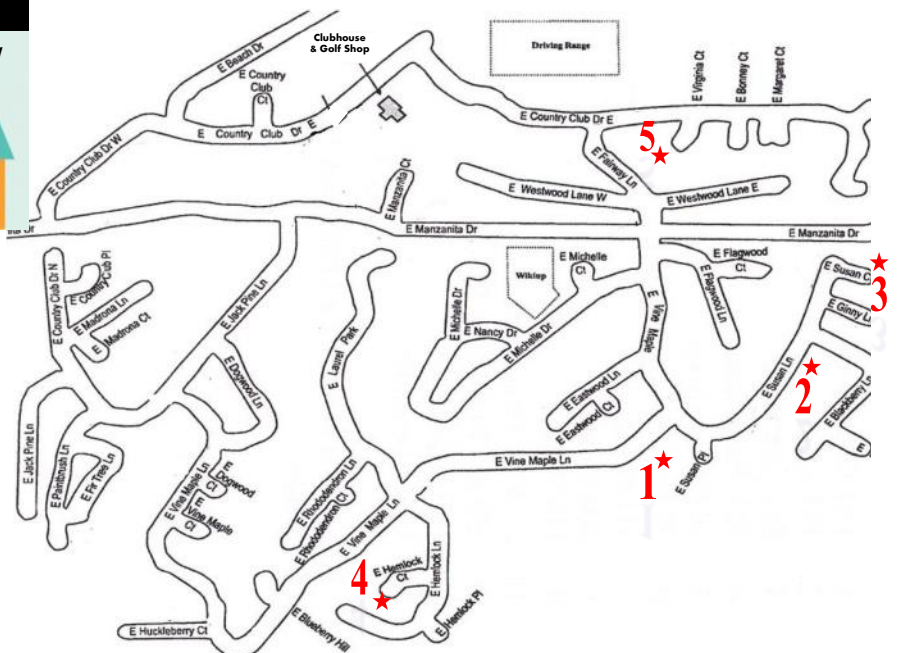 Clubhouse
& Golf Shop
Driving Range
E Beach Dr
E Country
Club
Ct
E Virginia Ct
E Bonney Ct
E Margaret Ct
E Country Club Dr E
E Country Club Dr E
E Country Club Dr W
5
E Fairway Ln
E Manzanita Ct
E Westwood Lane W
E Westwood Lane E
E Manzanita Dr
E Manzanita Dr
E Country Club Dr N
E Country Club Pl
E Madrona Ln
E Madrona Ct
E Jack Pine Ln
E Michelle Dr
Wikiup
E Michelle
Ct
E Flagwood
Ct
E Flagwood Ln
E Susan Ct
3
E Ginny Ln
E Nancy Dr
E Michelle Dr
E Vine Maple
E Laurel Park
E Dogwood Ln
E Susan Ln
2
E Blackberry Ln
E
E Eastwood Ln
E Eastwood Ct
E Jack Pine Ln
E Paintbrush Ln
E Fir Tree Ln
E Vine Maple Ln
E
Dogwood
Ct
E
Vine Maple
Ct
E Rhododendron Ln
E Rhododendron Ct
E Vine Maple Ln
E Vine Maple Ln
1
E Susan Pl
4
E Hemlock
Ct
E Hemlock Ln
E Hemlock Pl
E Huckleberry Ct
E Blueberry Hill